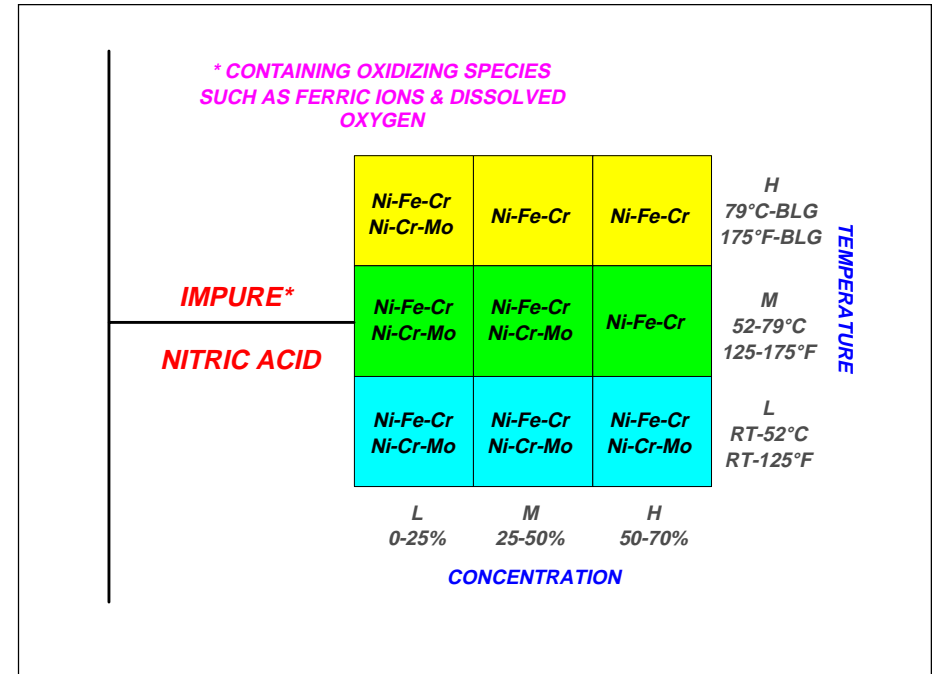 * CONTAINING OXIDIZING SPECIES
SUCH AS FERRIC IONS & DISSOLVED
OXYGEN
Ni-Fe-Cr
Ni-Cr-Mo
Ni-Fe-Cr
Ni-Fe-Cr
H
79°C-BLG
175°F-BLG
IMPURE*
NITRIC ACID
Ni-Fe-Cr
Ni-Cr-Mo
Ni-Fe-Cr
Ni-Cr-Mo
Ni-Fe-Cr
M
52-79°C
125-175°F
TEMPERATURE
Ni-Fe-Cr
Ni-Cr-Mo
Ni-Fe-Cr
Ni-Cr-Mo
Ni-Fe-Cr
Ni-Cr-Mo
L
RT-52°C
RT-125°F
L
0-25%
M
25-50%
H
50-70%
CONCENTRATION